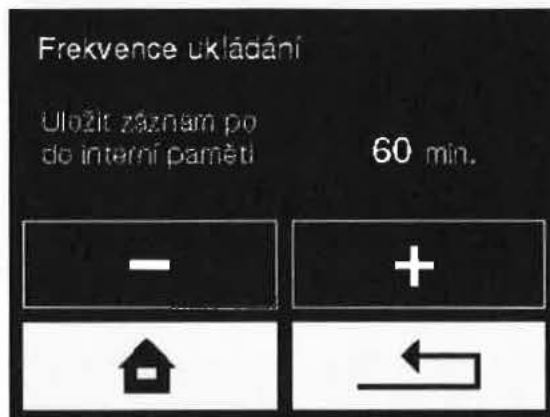 Frekvence ukládání
Uložit záznam po
do interní paměti
60 min.
− +